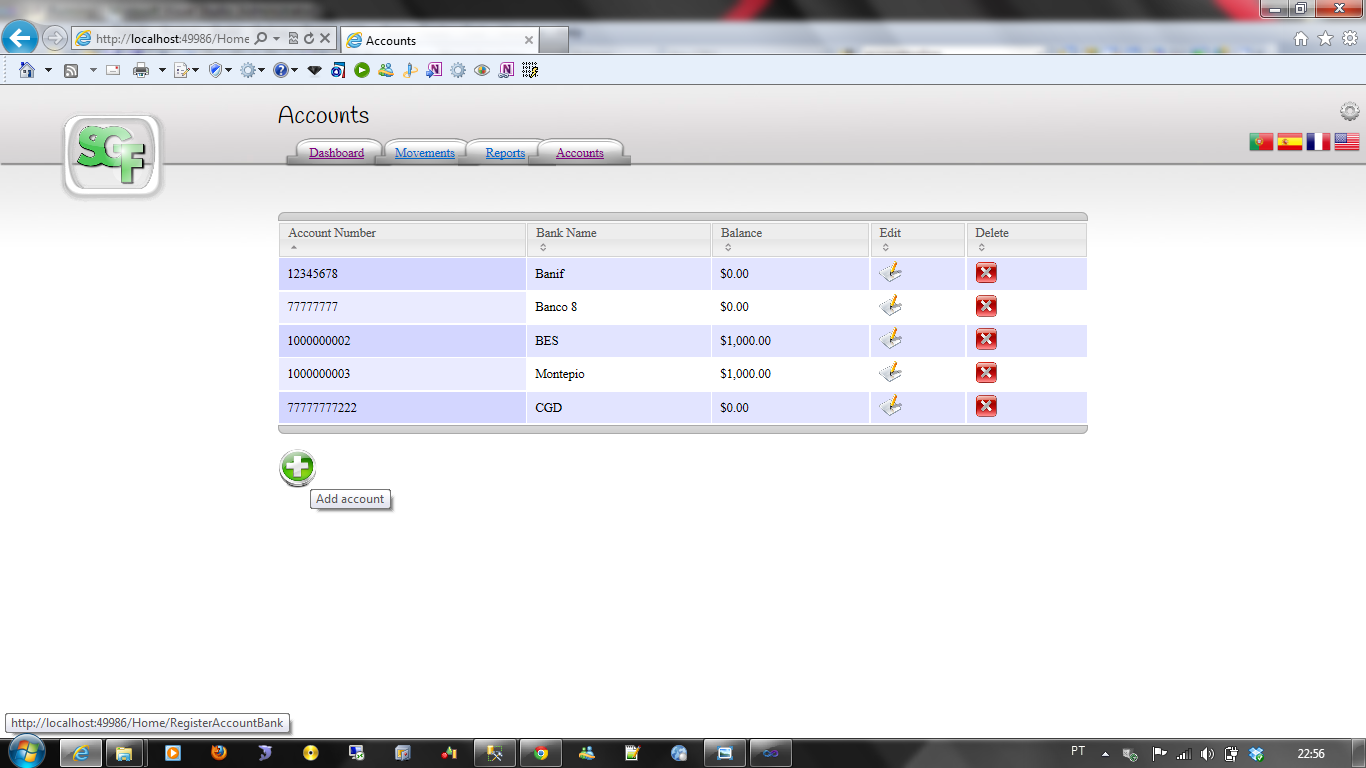 http://localhost:49986/Home
Accounts
Accounts
SGF
Dashboard Movements Reports Accounts
Account Number Bank Name Balance Edit Delete
12345678 Banif $0.00
77777777 Banco 8 $0.00
1000000002 BES $1,000.00
1000000003 Montepio $1,000.00
77777777222 CGD $0.00
Add account
http://localhost:49986/Home/RegisterAccountBank
PT 22:56